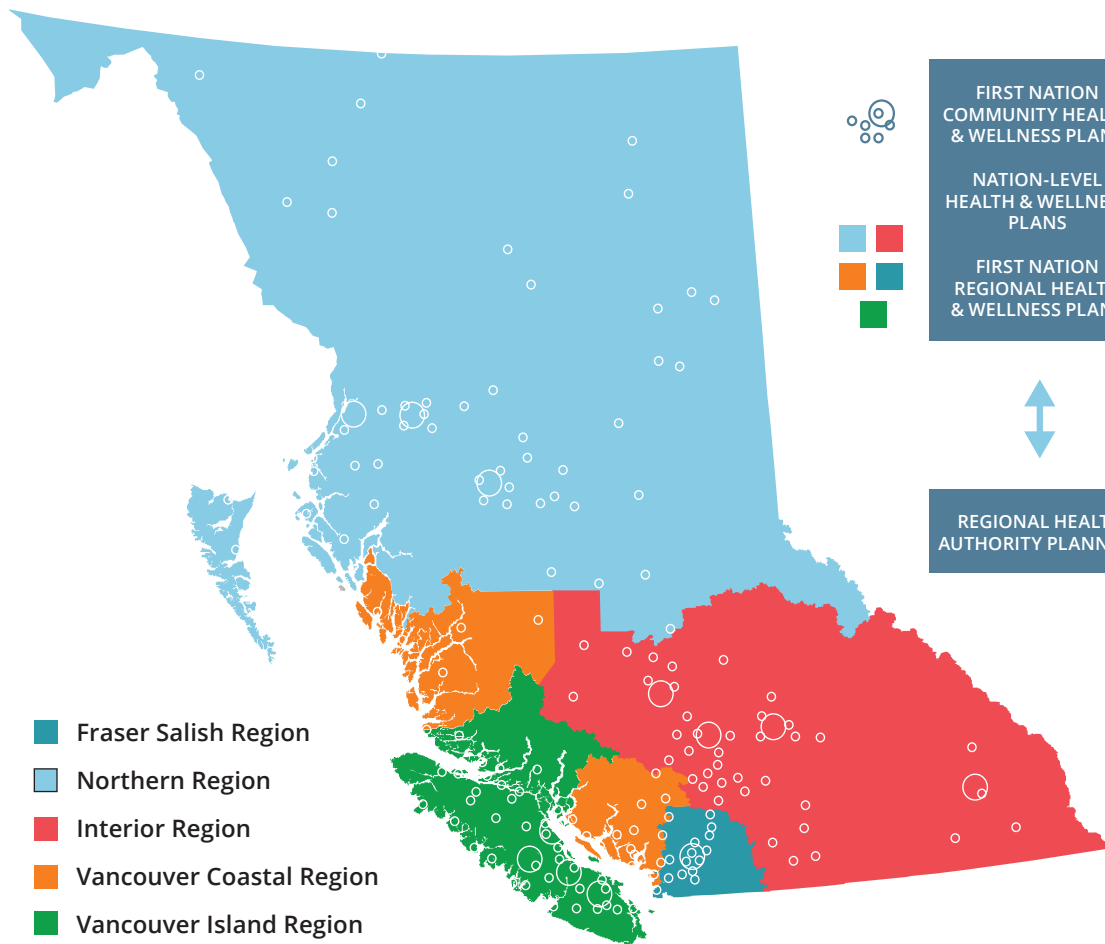 FIRST NATION
COMMUNITY HEAL
& WELLNESS PLAN
NATION-LEVEL
HEALTH & WELLNE
PLANS
FIRST NATION
REGIONAL HEALT
& WELLNESS PLAN
REGIONAL HEALT
AUTHORITY PLANN
Fraser Salish Region
Northern Region
Interior Region
Vancouver Coastal Region
Vancouver Island Region